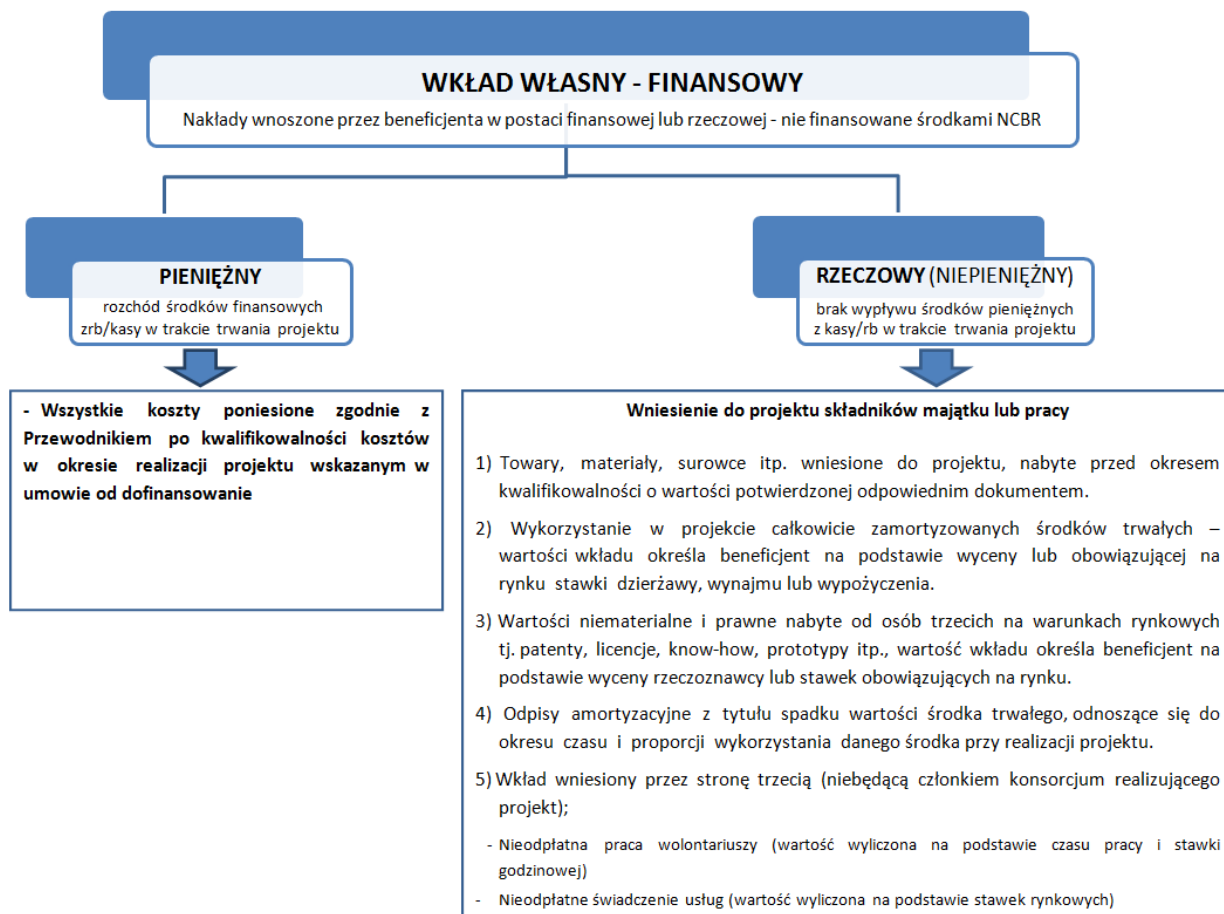 WKŁAD WŁASNY - FINANSOWY
Nakłady wnoszone przez beneficjenta w postaci finansowej lub rzeczowej - nie finansowane środkami NCBR
PIENIĘŻNY
rozchód środków finansowych
zrb/kasy w trakcie trwania projektu
- Wszystkie koszty poniesione zgodnie z
Przewodnikiem po kwalifikowalności kosztów
w okresie realizacji projektu wskazanym w
umowie od dofinansowanie
RZECZOWY (NIEPIENIĘŻNY)
brak wypływu środków pieniężnych
z kasy/rb w trakcie trwania projektu
Wniesienie do projektu składników majątku lub pracy
1) Towary, materiały, surowce itp. wniesione do projektu, nabyte przed okresem
kwalifikowalności o wartości potwierdzonej odpowiednim dokumentem.
2) Wykorzystanie w projekcie całkowicie zamortyzowanych środków trwałych –
wartości wkładu określa beneficjent na podstawie wyceny lub obowiązującej na
rynku stawki dzierżawy, wynajmu lub wypożyczenia.
3) Wartości niematerialne i prawne nabyte od osób trzecich na warunkach rynkowych
tj. patenty, licencje, know-how, prototypy itp., wartość wkładu określa beneficjent na
podstawie wyceny rzeczoznawcy lub stawek obowiązujących na rynku.
4) Odpisy amortyzacyjne z tytułu spadku wartości środka trwałego, odnoszące się do
okresu czasu i proporcji wykorzystania danego środka przy realizacji projektu.
5) Wkład wniesiony przez stronę trzecią (niebędącą członkiem konsorcjum realizującego
projekt);
- Nieodpłatna praca wolontariuszy (wartość wyliczona na podstawie czasu pracy i stawki
godzinowej)
- Nieodpłatne świadczenie usług (wartość wyliczona na podstawie stawek rynkowych)